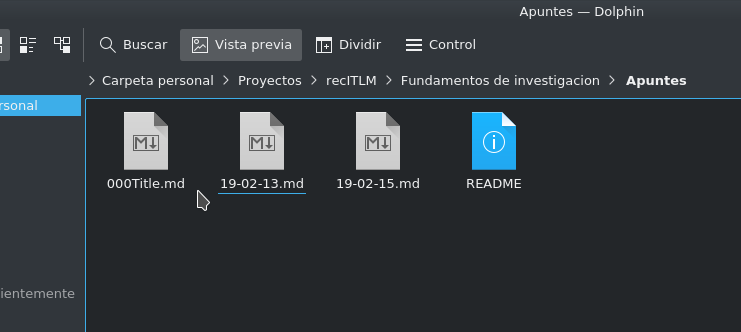 Apuntes — Dolphin
Buscar Vista previa Dividir Control
Carpeta personal Proyectos recITLM Fundamentos de investigacion Apuntes
rsonal
000Title.md 19-02-13.md 19-02-15.md README
ientemente